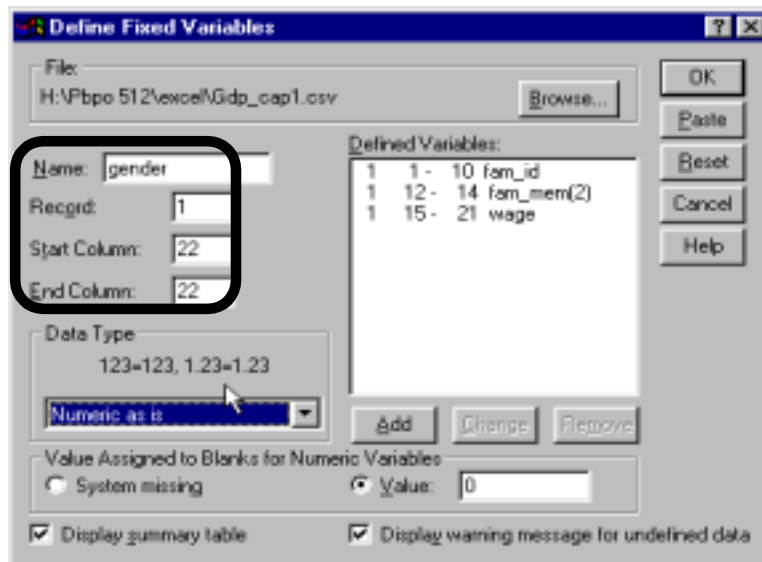 Define Fixed Variables
File:
H:\Pbpo 512\excel\Gdp_cap1.csv
Browse...
OK
Paste
Reset
Cancel
Help
Name: gender
Record: 1
Start Column: 22
End Column: 22
Defined Variables:
1 1 - 10 fam_id
1 12 - 14 fam_mem(2)
1 15 - 21 wage
Data Type
123=123, 1.23=1.23
Numeric as is
Add Change Remove
Value Assigned to Blanks for Numeric Variables
System missing Value: 0
Display summary table Display warning message for undefined data